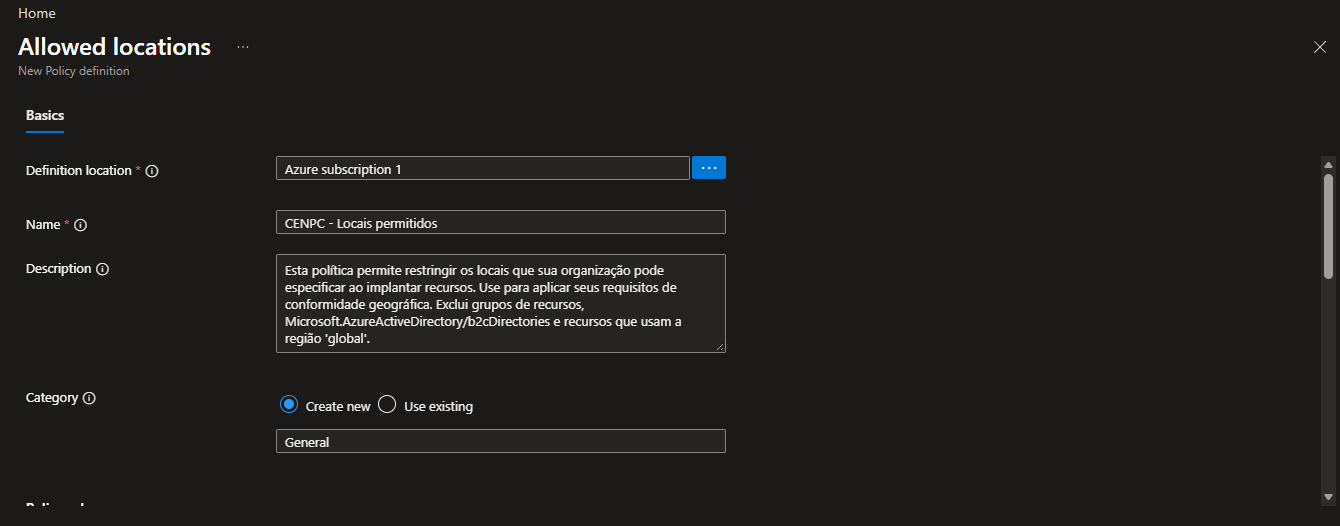 Home
Allowed locations ...
New Policy definition
Basics
Definition location *
Azure subscription 1
...
Name *
CENPC - Locais permitidos
Description
Esta política permite restringir os locais que sua organização pode
especificar ao implantar recursos. Use para aplicar seus requisitos de
conformidade geográfica. Exclui grupos de recursos,
Microsoft.AzureActiveDirectory/b2cDirectories e recursos que usam a
região 'global'.
Category
Create new Use existing
General